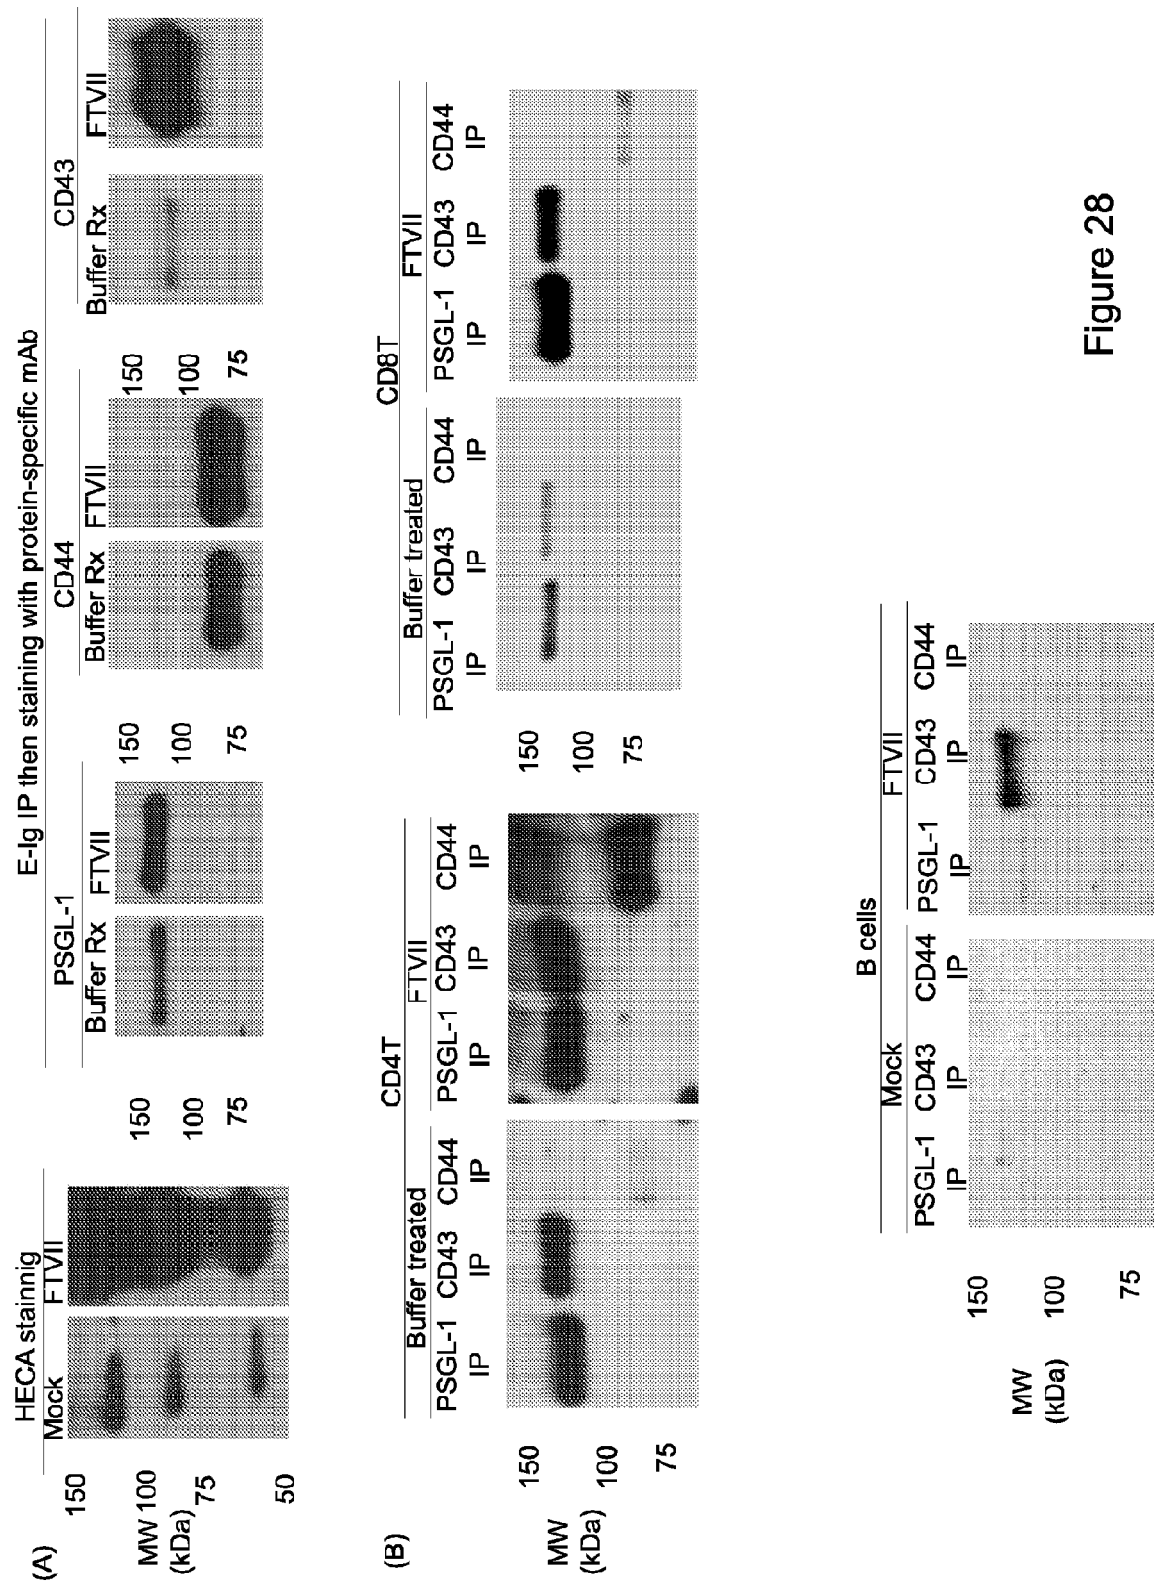 E-Ig IP then staining with protein-specific mAb
(A)
HECA stainnig
PSGL-1
CD44
CD43
Mock
FTVII
Buffer Rx
FTVII
Buffer Rx
FTVII
Buffer Rx
FTVII
150
MW 100
(kDa)
75
50
150
100
75
150
100
75
150
100
75
(B)
CD4T
CD8T
Buffer treated
FTVII
Buffer treated
FTVII
PSGL-1 CD43 CD44
IP IP IP
PSGL-1 CD43 CD44
IP IP IP
PSGL-1 CD43 CD44
IP IP IP
PSGL-1 CD43 CD44
IP IP IP
MW
(kDa)
150
100
75
150
100
75
B cells
Mock
FTVII
PSGL-1 CD43 CD44
IP IP IP
PSGL-1 CD43 CD44
IP IP IP
MW
(kDa)
150
100
75
Figure 28